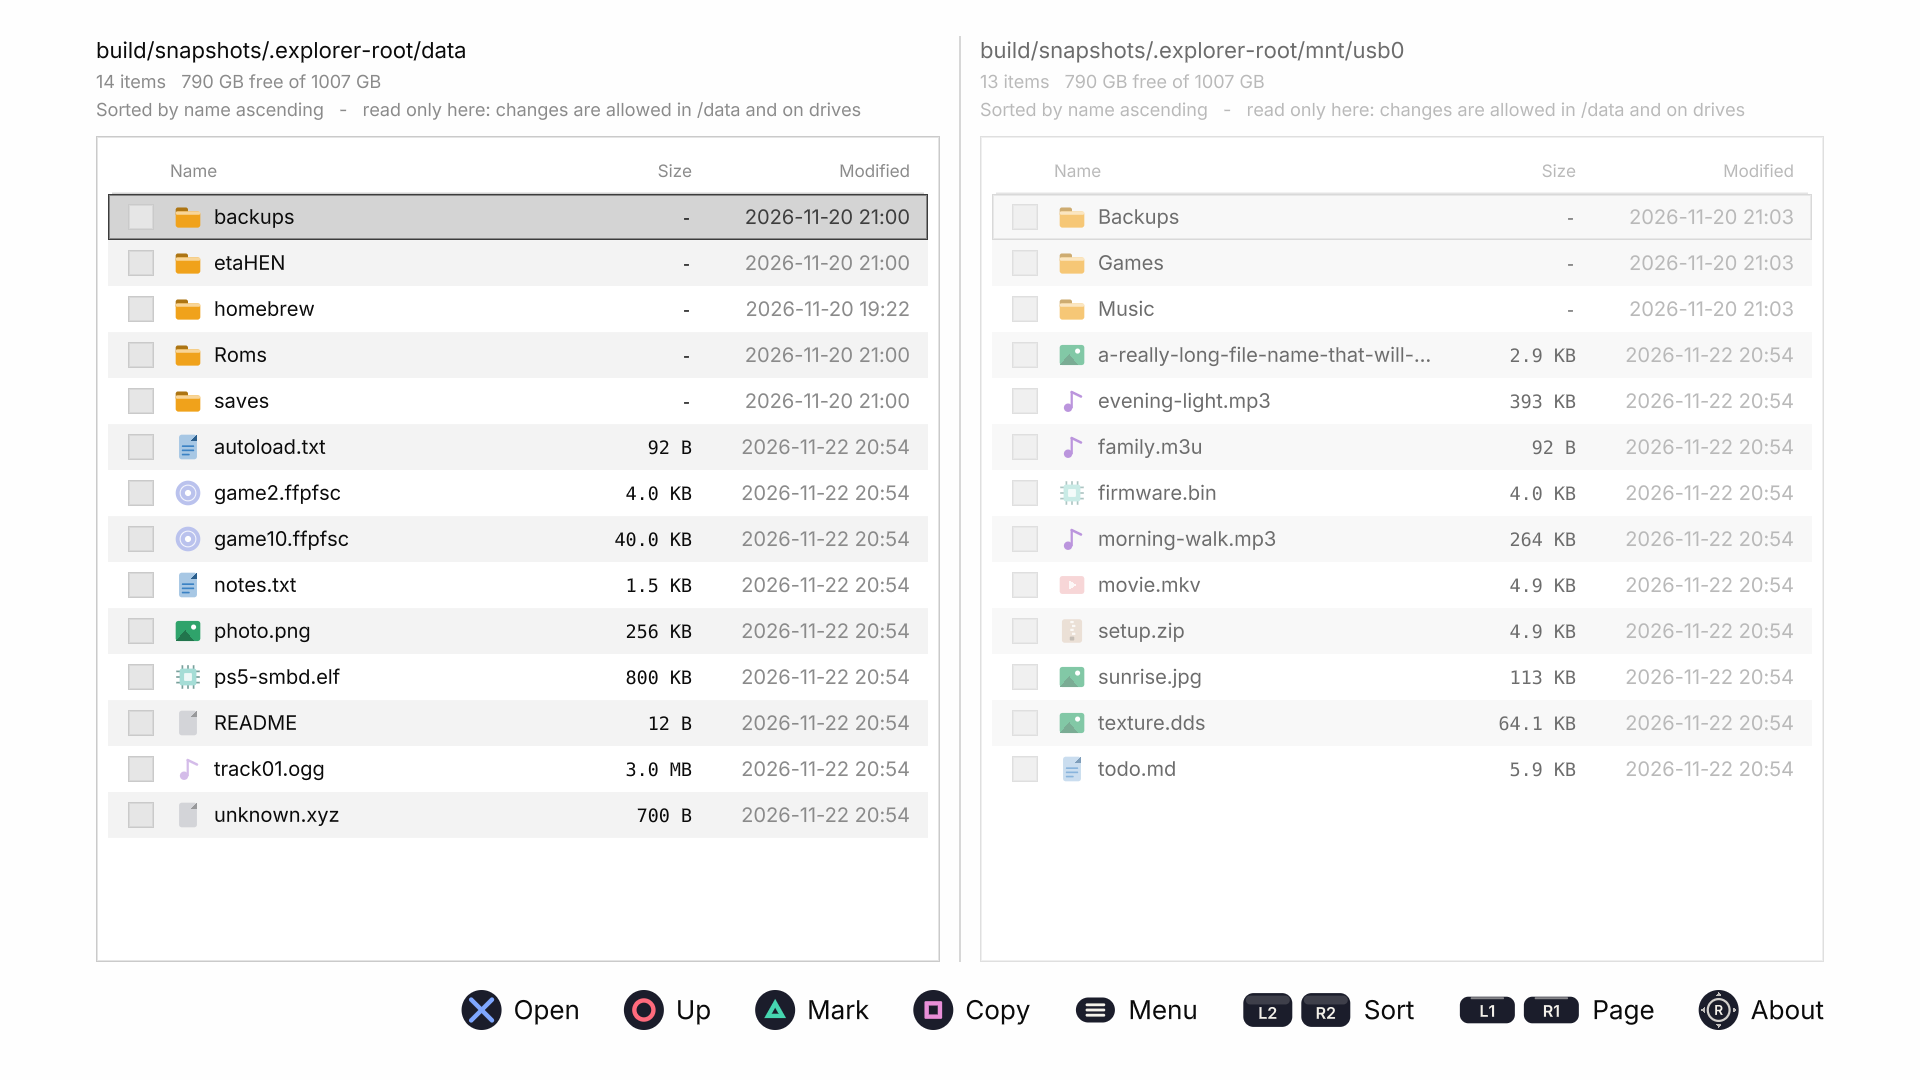 build/snapshots/.explorer-root/data
14 items 790 GB free of 1007 GB
Sorted by name ascending - read only here: changes are allowed in /data and on drives
Name Size Modified
backups - 2026-11-20 21:00
etaHEN - 2026-11-20 21:00
homebrew - 2026-11-20 19:22
Roms - 2026-11-20 21:00
saves - 2026-11-20 21:00
autoload.txt 92 B 2026-11-22 20:54
game2.ffpfsc 4.0 KB 2026-11-22 20:54
game10.ffpfsc 40.0 KB 2026-11-22 20:54
notes.txt 1.5 KB 2026-11-22 20:54
photo.png 256 KB 2026-11-22 20:54
ps5-smbd.elf 800 KB 2026-11-22 20:54
README 12 B 2026-11-22 20:54
track01.ogg 3.0 MB 2026-11-22 20:54
unknown.xyz 700 B 2026-11-22 20:54
build/snapshots/.explorer-root/mnt/usb0
13 items 790 GB free of 1007 GB
Sorted by name ascending - read only here: changes are allowed in /data and on drives
Name Size Modified
Backups - 2026-11-20 21:03
Games - 2026-11-20 21:03
Music - 2026-11-20 21:03
a-really-long-file-name-that-will-... 2.9 KB 2026-11-22 20:54
evening-light.mp3 393 KB 2026-11-22 20:54
family.m3u 92 B 2026-11-22 20:54
firmware.bin 4.0 KB 2026-11-22 20:54
morning-walk.mp3 264 KB 2026-11-22 20:54
movie.mkv 4.9 KB 2026-11-22 20:54
setup.zip 4.9 KB 2026-11-22 20:54
sunrise.jpg 113 KB 2026-11-22 20:54
texture.dds 64.1 KB 2026-11-22 20:54
todo.md 5.9 KB 2026-11-22 20:54
Open Up Mark Copy Menu L2 R2 Sort L1 R1 Page R About